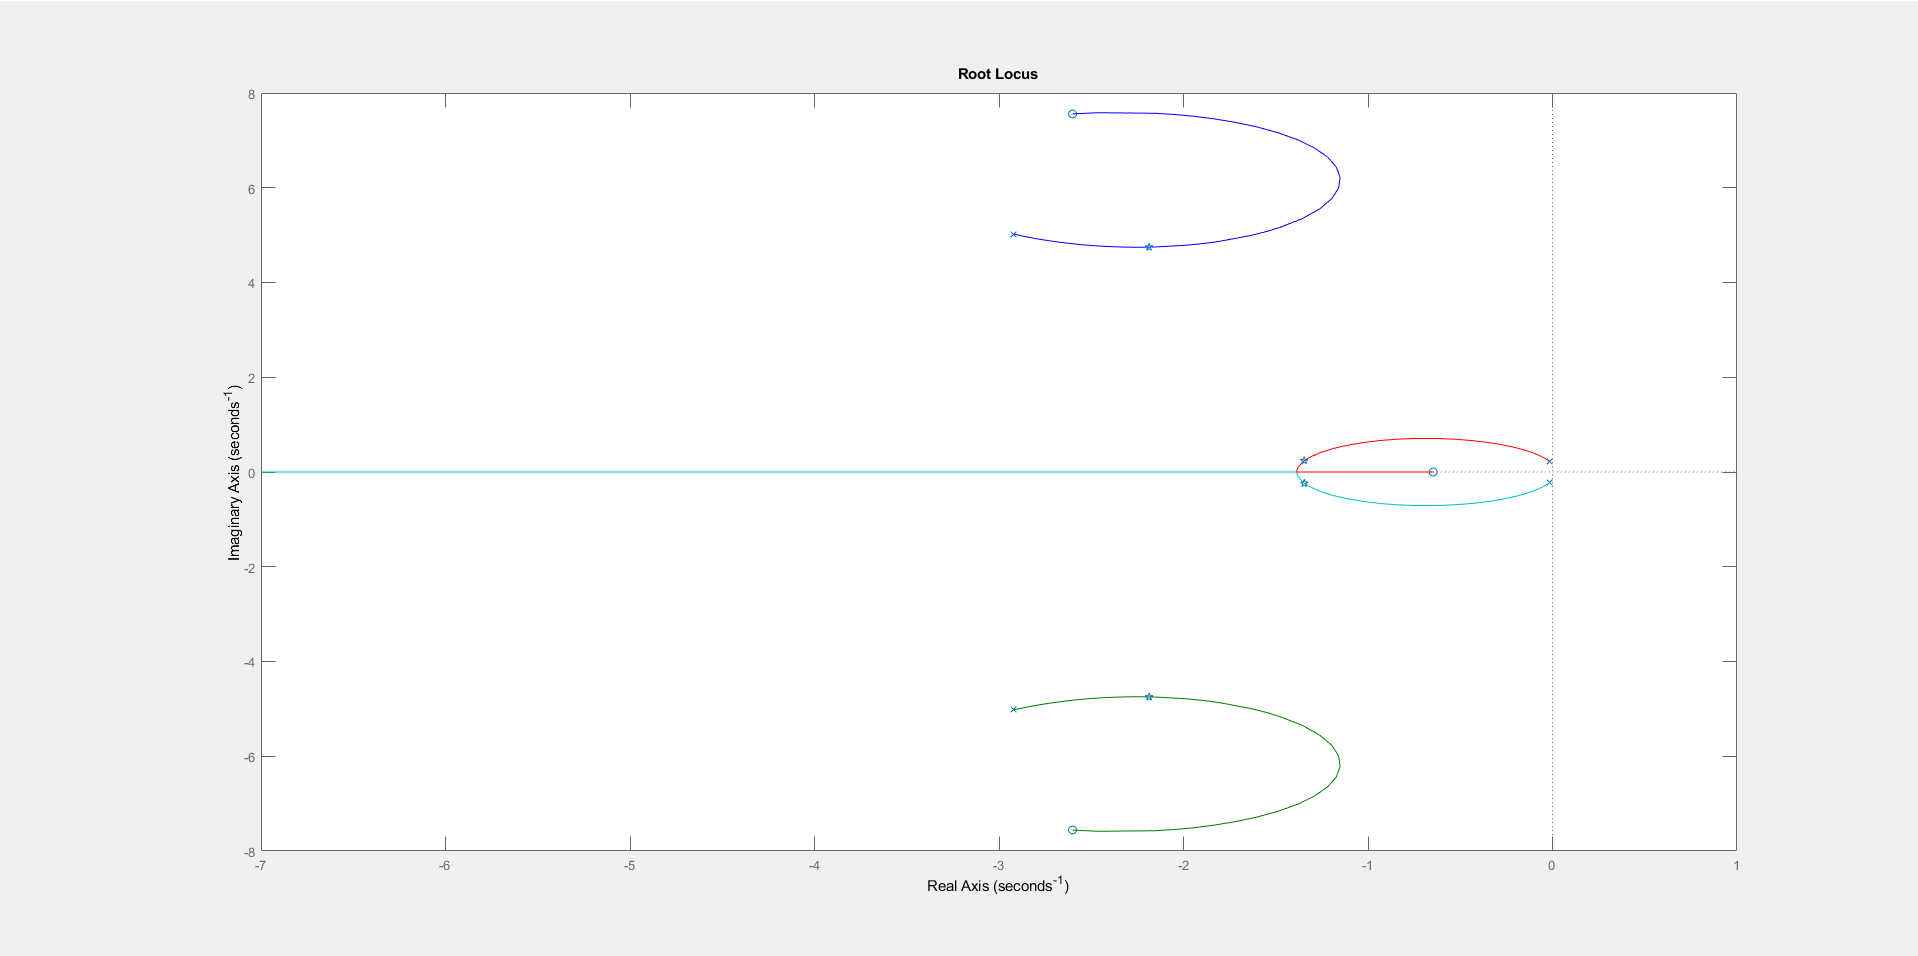 Root Locus
8
6
4
2
0
-2
-4
-6
-8
Imaginary Axis (seconds⁻¹)
-7 -6 -5 -4 -3 -2 -1 0 1
Real Axis (seconds⁻¹)